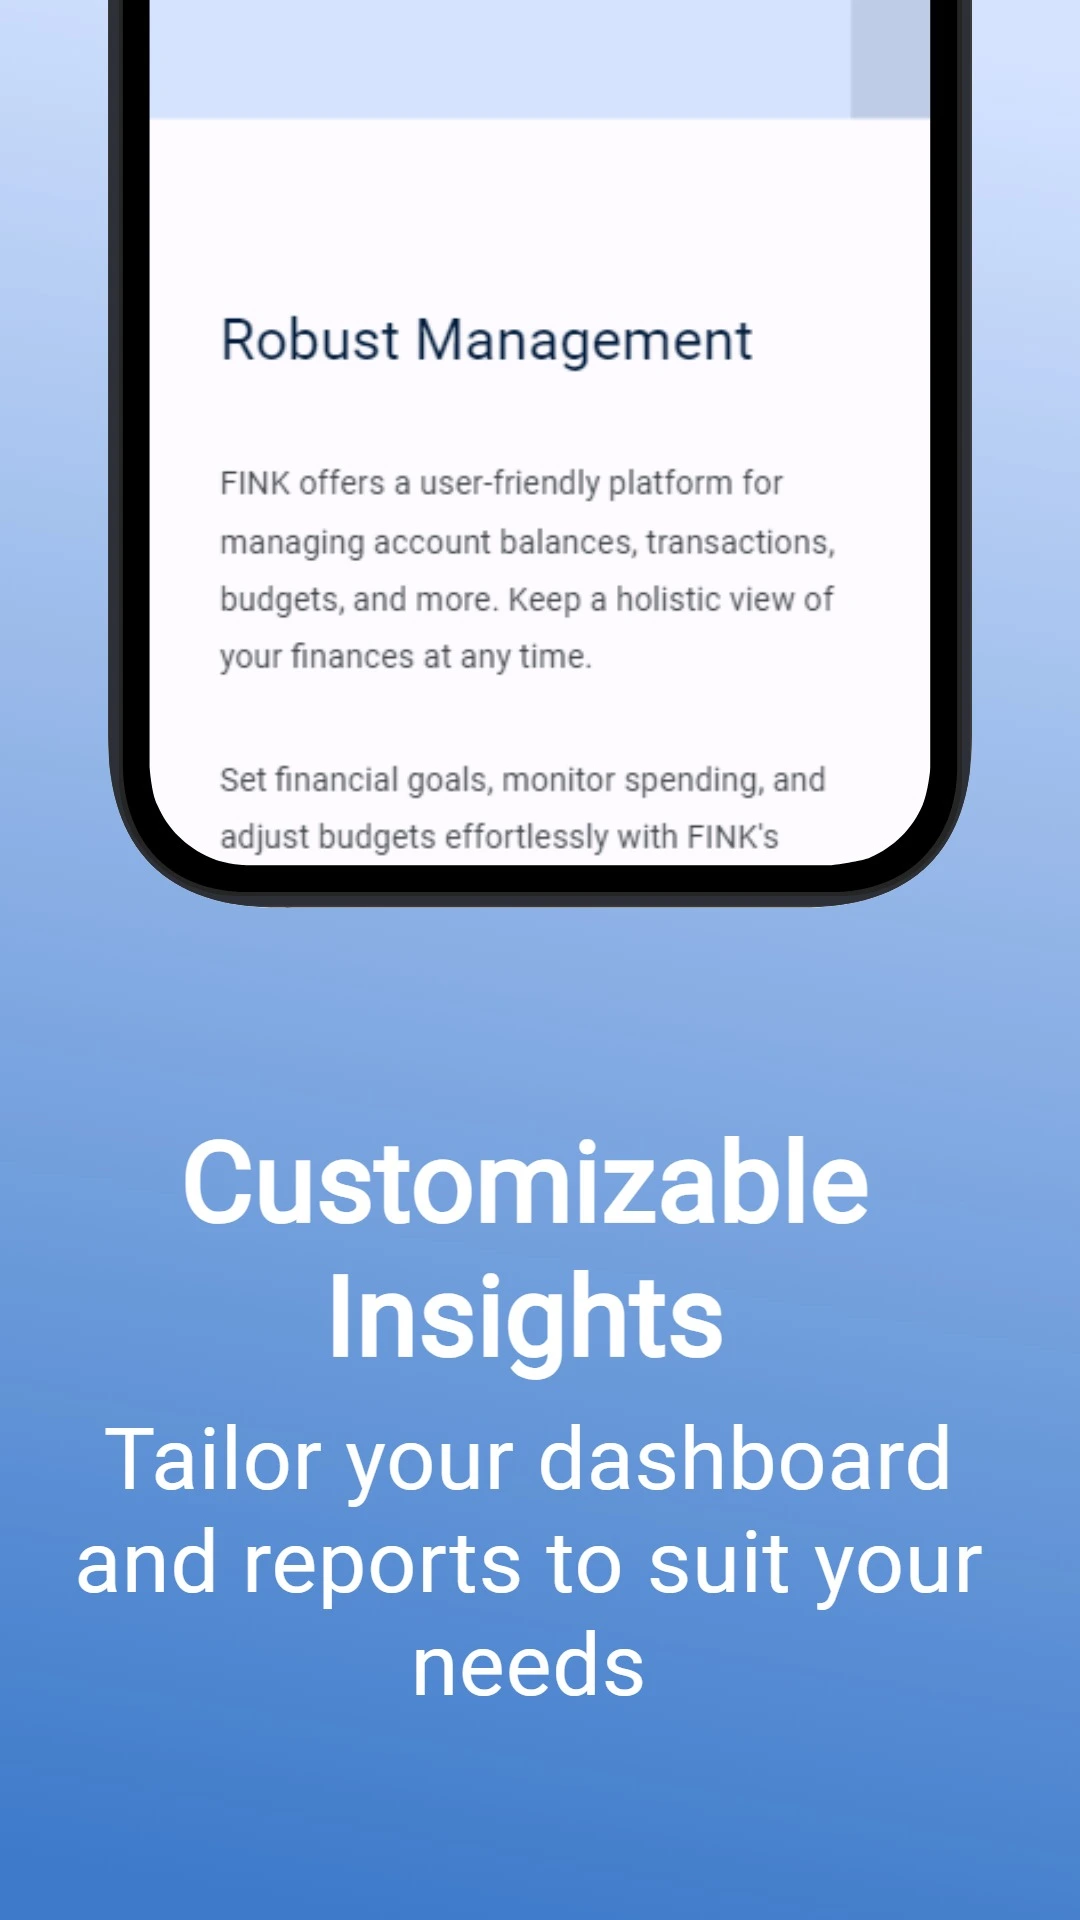 Robust Management
FINK offers a user-friendly platform for
managing account balances, transactions,
budgets, and more. Keep a holistic view of
your finances at any time.
Set financial goals, monitor spending, and
adjust budgets effortlessly with FINK's
Customizable
Insights
Tailor your dashboard
and reports to suit your
needs